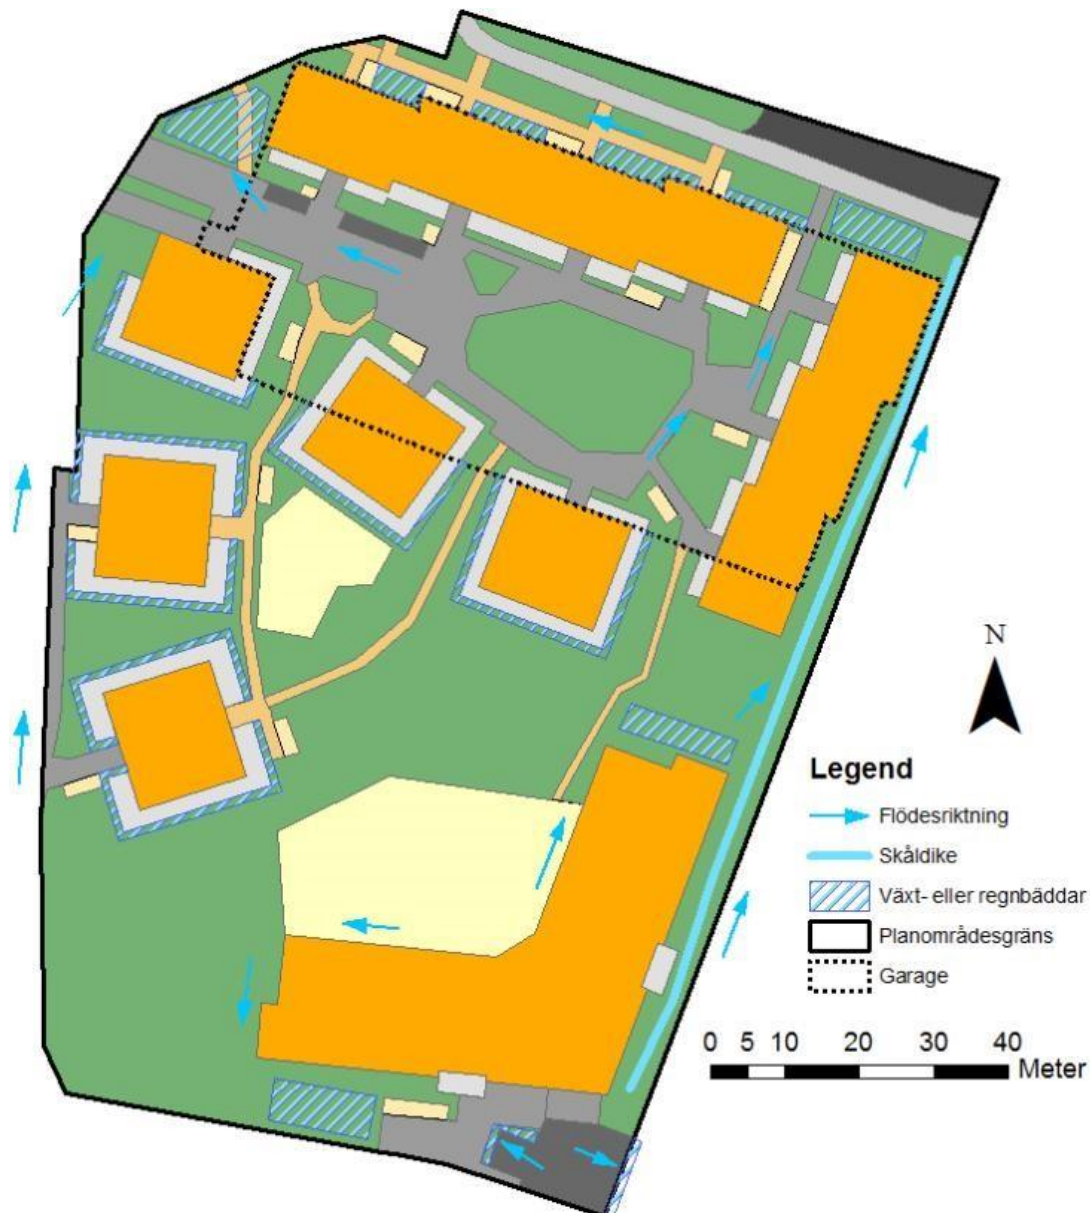 N
Legend
Flödesriktning
Skåldike
Växt- eller regnbäddar
Planområdesgräns
Garage
0 5 10 20 30 40
Meter